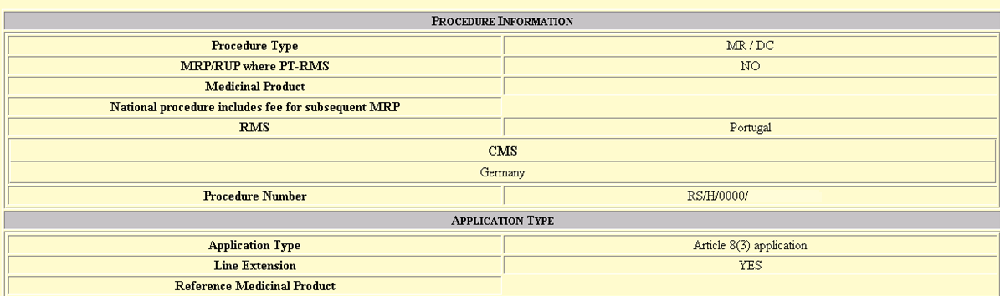 PROCEDURE INFORMATION
Procedure Type MR / DC
MRP/RUP where PT-RMS NO
Medicinal Product
National procedure includes fee for subsequent MRP
RMS Portugal
CMS
Germany
Procedure Number RS/H/0000/
APPLICATION TYPE
Application Type Article 8(3) application
Line Extension YES
Reference Medicinal Product